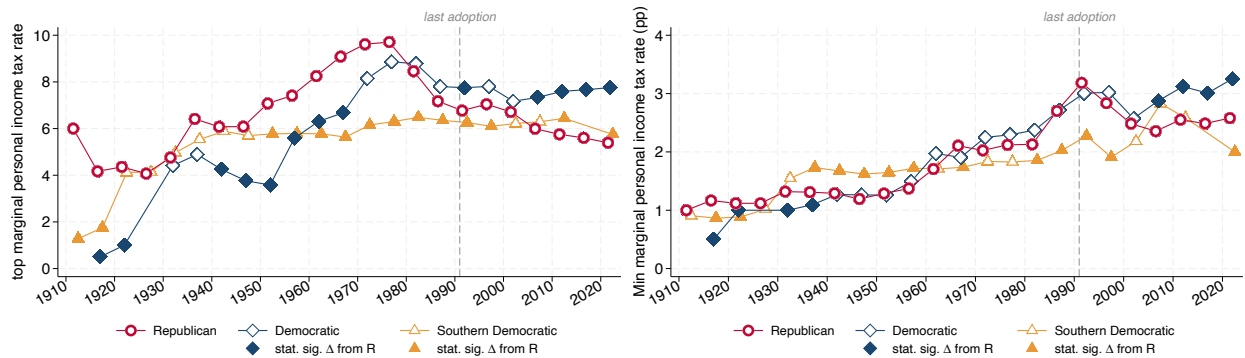 last adoption
top marginal personal income tax rate
10
8
6
4
2
0
1910
1920
1930
1940
1950
1960
1970
1980
1990
2000
2010
2020
Republican
Democratic
Southern Democratic
stat. sig. Δ from R
stat. sig. Δ from R
last adoption
Min marginal personal income tax rate (pp)
4
3
2
1
0
1910
1920
1930
1940
1950
1960
1970
1980
1990
2000
2010
2020
Republican
Democratic
Southern Democratic
stat. sig. Δ from R
stat. sig. Δ from R